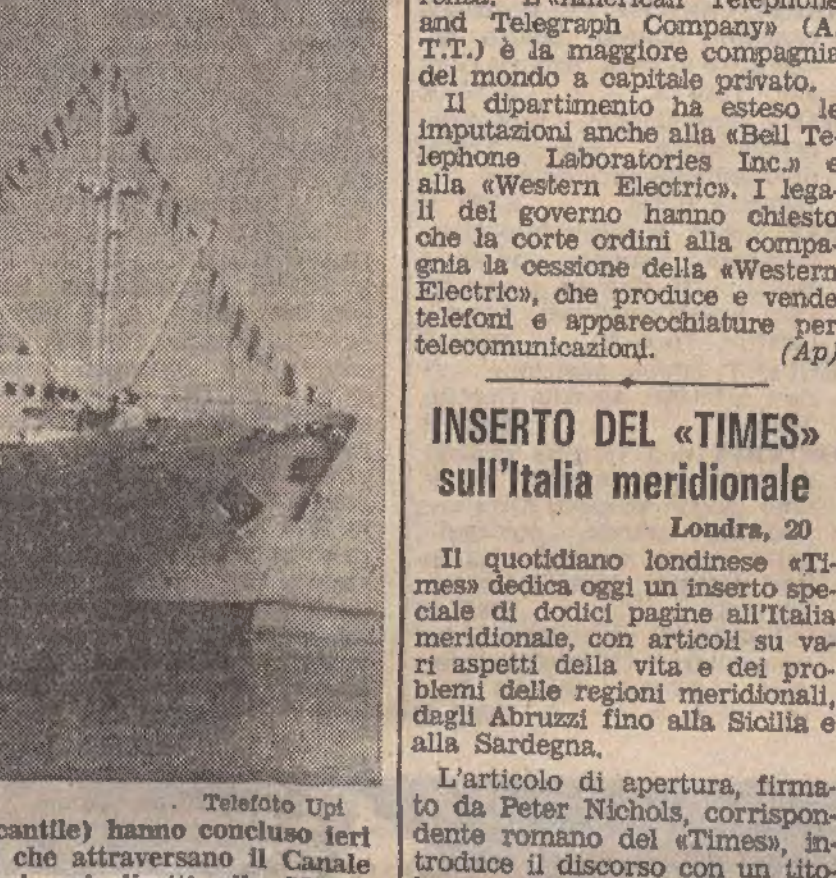 Telefoto Upi
cantile) hanno concluso ieri
che attraversano il Canale
and Telegraph Company» (A.
T.T.) è la maggiore compagnia
del mondo a capitale privato.
Il dipartimento ha esteso le
imputazioni anche alla «Bell Te-
lephone Laboratories Inc.» e
alla «Western Electric». I lega-
li del governo hanno chiesto
che la corte ordini alla compa-
gnia la cessione della «Western
Electric», che produce e vende
telefoni e apparecchiature per
telecomunicazioni. (Ap)
INSERTO DEL «TIMES»
sull'Italia meridionale
Londra, 20
Il quotidiano londinese «Ti-
mes» dedica oggi un inserto spe-
ciale di dodici pagine all'Italia
meridionale, con articoli su va-
ri aspetti della vita e dei pro-
blemi delle regioni meridionali,
dagli Abruzzi fino alla Sicilia e
alla Sardegna.
L'articolo di apertura, firma-
to da Peter Nichols, corrispon-
dente romano del «Times», in-
troduce il discorso con un tito-